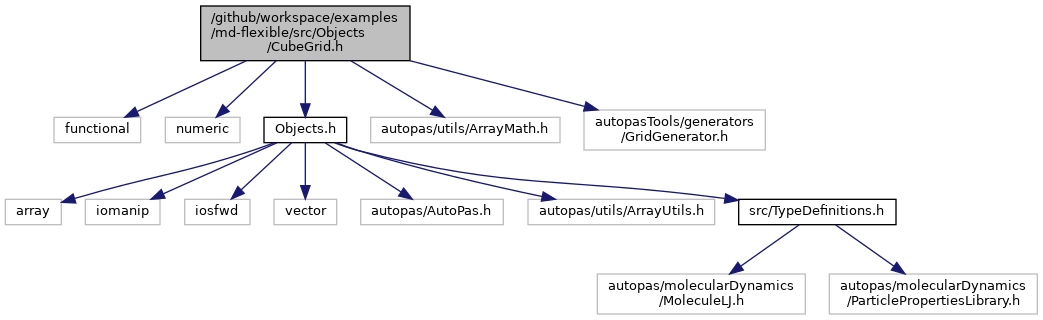 /github/workspace/examples
/md-flexible/src/Objects
/CubeGrid.h
functional
numeric
Objects.h
autopas/utils/ArrayMath.h
autopasTools/generators
/GridGenerator.h
array
iomanip
iosfwd
vector
autopas/AutoPas.h
autopas/utils/ArrayUtils.h
src/TypeDefinitions.h
autopas/molecularDynamics
/MoleculeLJ.h
autopas/molecularDynamics
/ParticlePropertiesLibrary.h